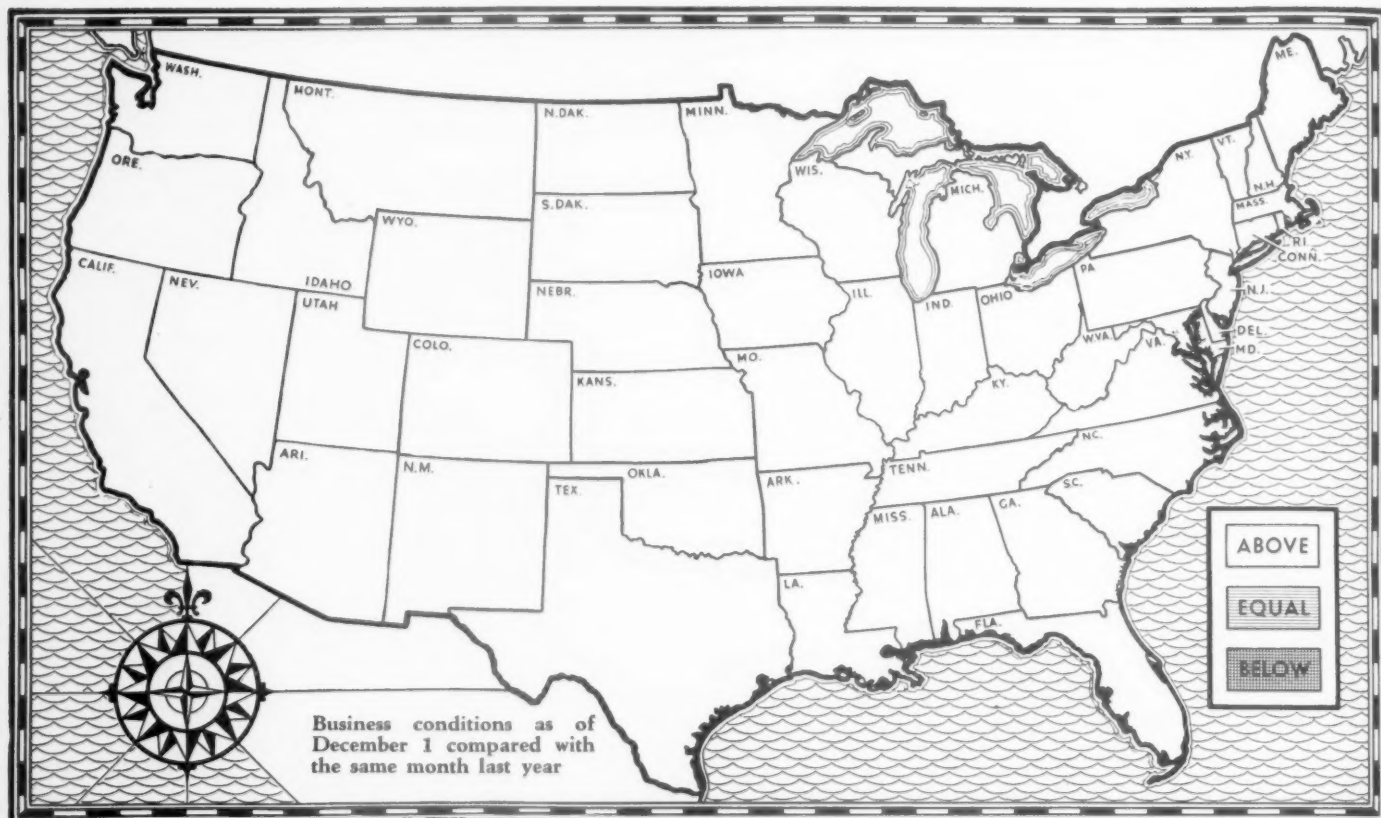 WASH.
MONT.
N.DAK.
MINN.
ME.
ORE.
WIS.
MICH.
N.Y.
VT.
N.H.
MASS.
S.DAK.
WYO.
R.I.
CONN.
CALIF.
NEV.
IDAHO
UTAH
NEBR.
IOWA
ILL.
IND.
OHIO
PA
N.J.
DEL.
MD.
COLO.
MO.
W.VA.
VA.
KANS.
KY.
ARI.
N.M.
TEX.
OKLA.
ARK.
TENN.
N.C.
S.C.
MISS.
ALA.
GA.
LA.
FLA.
ABOVE
EQUAL
BELOW
Business conditions as of
December 1 compared with
the same month last year